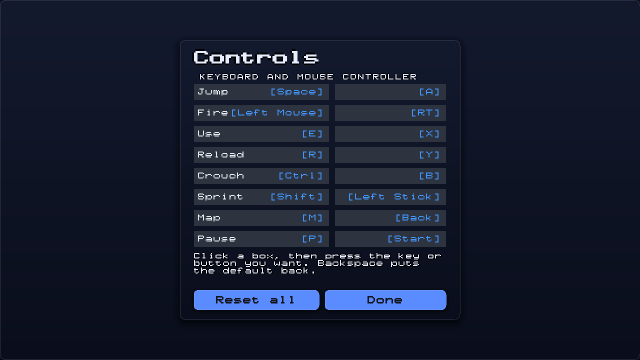 Controls
KEYBOARD AND MOUSE CONTROLLER
Jump [Space] [A]
Fire [Left Mouse] [RT]
Use [E] [X]
Reload [R] [Y]
Crouch [Ctrl] [B]
Sprint [Shift] [Left Stick]
Map [M] [Back]
Pause [P] [Start]
Click a box, then press the key or
button you want. Backspace puts
the default back.
Reset all Done